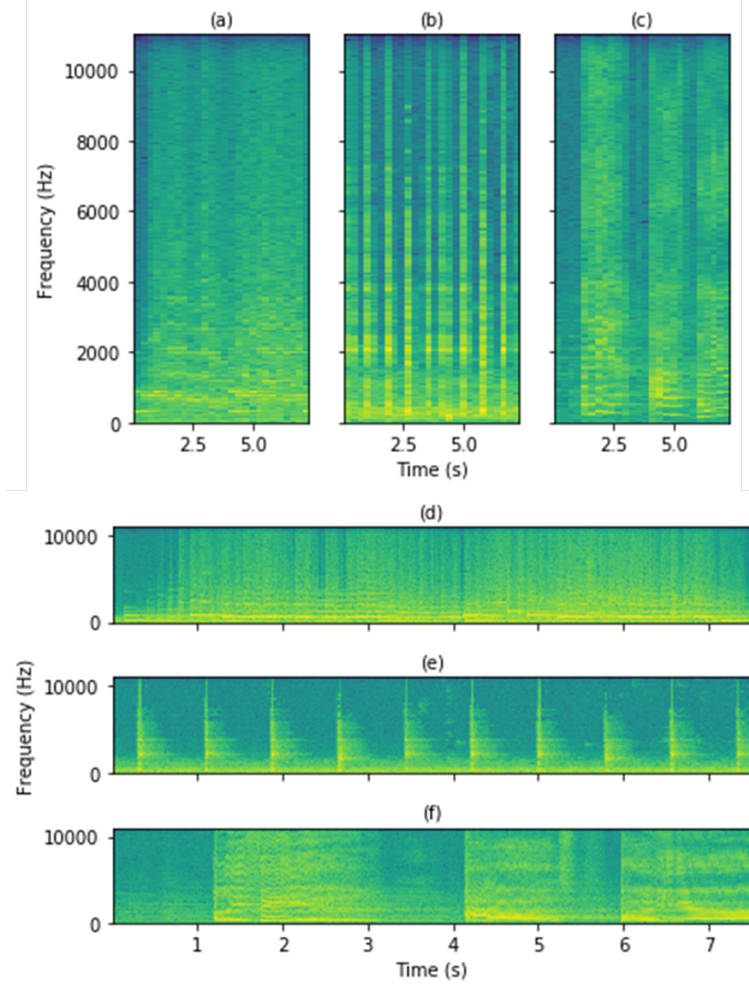 (a) (b) (c)
10000
8000
6000
4000
2000
0
Frequency (Hz)
2.5 5.0 2.5 5.0 2.5 5.0
Time (s)
(d)
10000
0
(e)
10000
0
Frequency (Hz)
(f)
10000
0
1 2 3 4 5 6 7
Time (s)